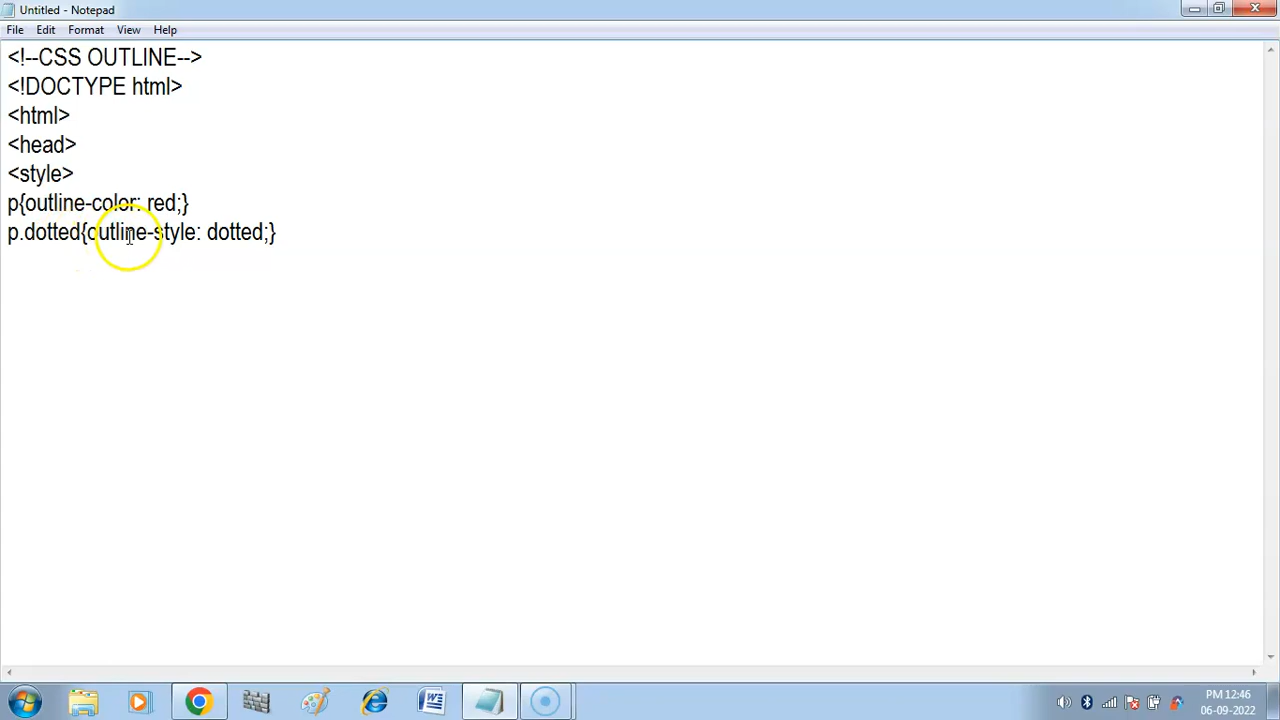 Untitled - Notepad
File Edit Format View Help
<!--CSS OUTLINE-->
<!DOCTYPE html>
<html>
<head>
<style>
p{outline-color: red;}
p.dotted{outline-style: dotted;}
PM 12:46
06-09-2022